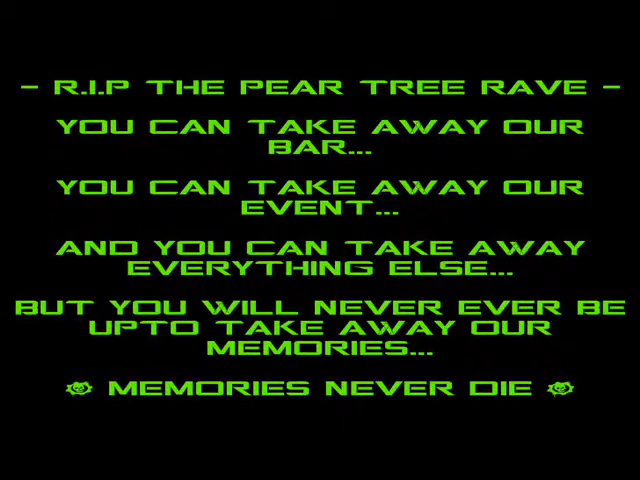 - R.I.P THE PEAR TREE RAVE -
YOU CAN TAKE AWAY OUR
BAR...
YOU CAN TAKE AWAY OUR
EVENT...
AND YOU CAN TAKE AWAY
EVERYTHING ELSE...
BUT YOU WILL NEVER EVER BE
UPTO TAKE AWAY OUR
MEMORIES...
MEMORIES NEVER DIE